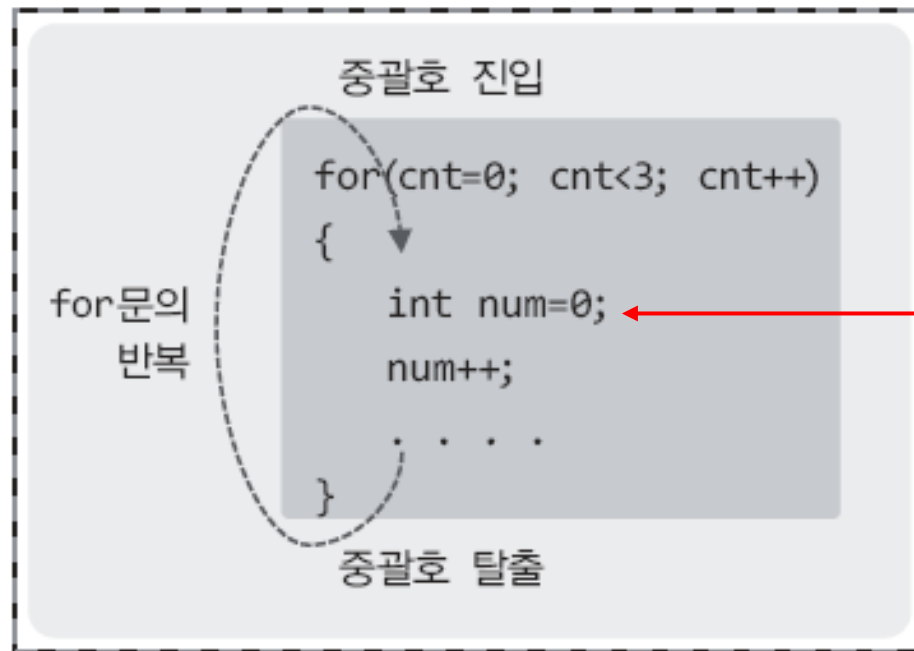 중괄호 진입
for(cnt=0; cnt<3; cnt++)
{
int num=0;
for문의
반복
num++;
. . . .
}
중괄호 탈출